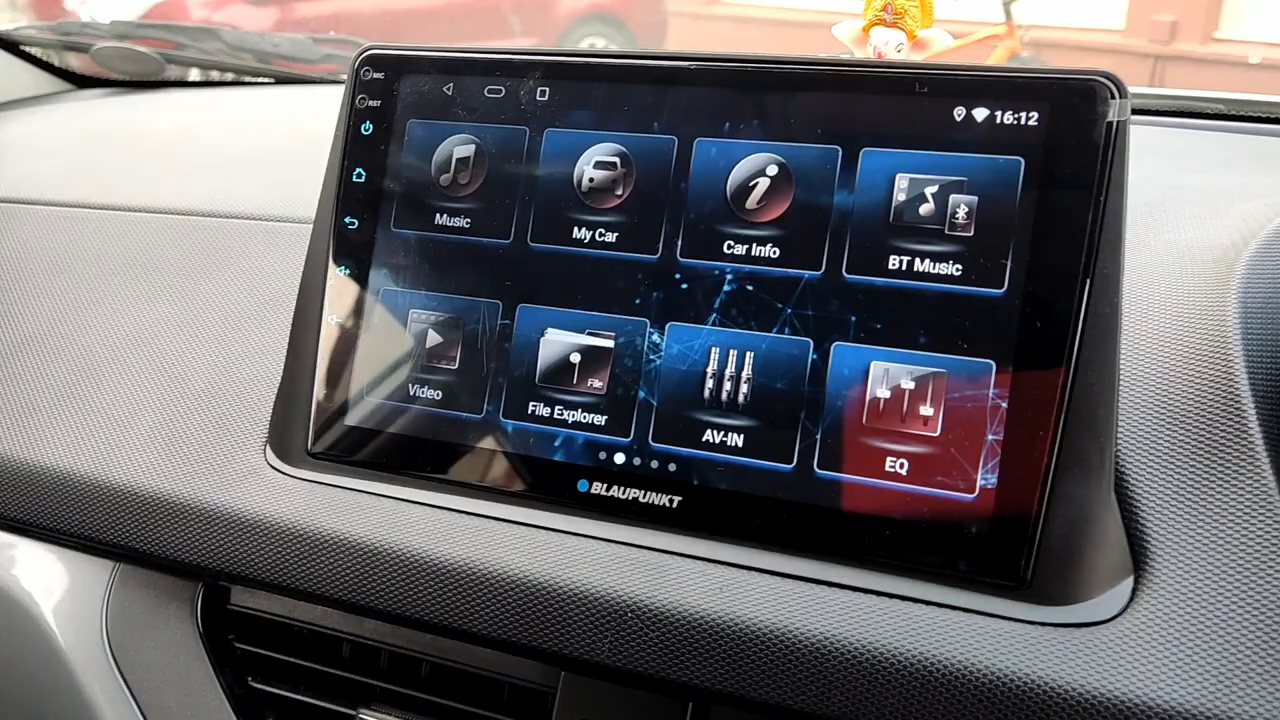 MIC
RST
16:12
Music
My Car
Car Info
BT Music
Video
File Explorer
File
AV-IN
EQ
BLAUPUNKT